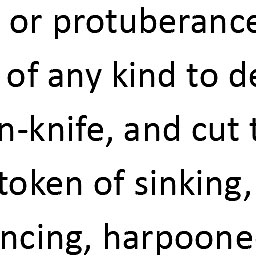 or protuberance
of any kind to de
n-knife, and cut t
token of sinking,
ncing, harpoone